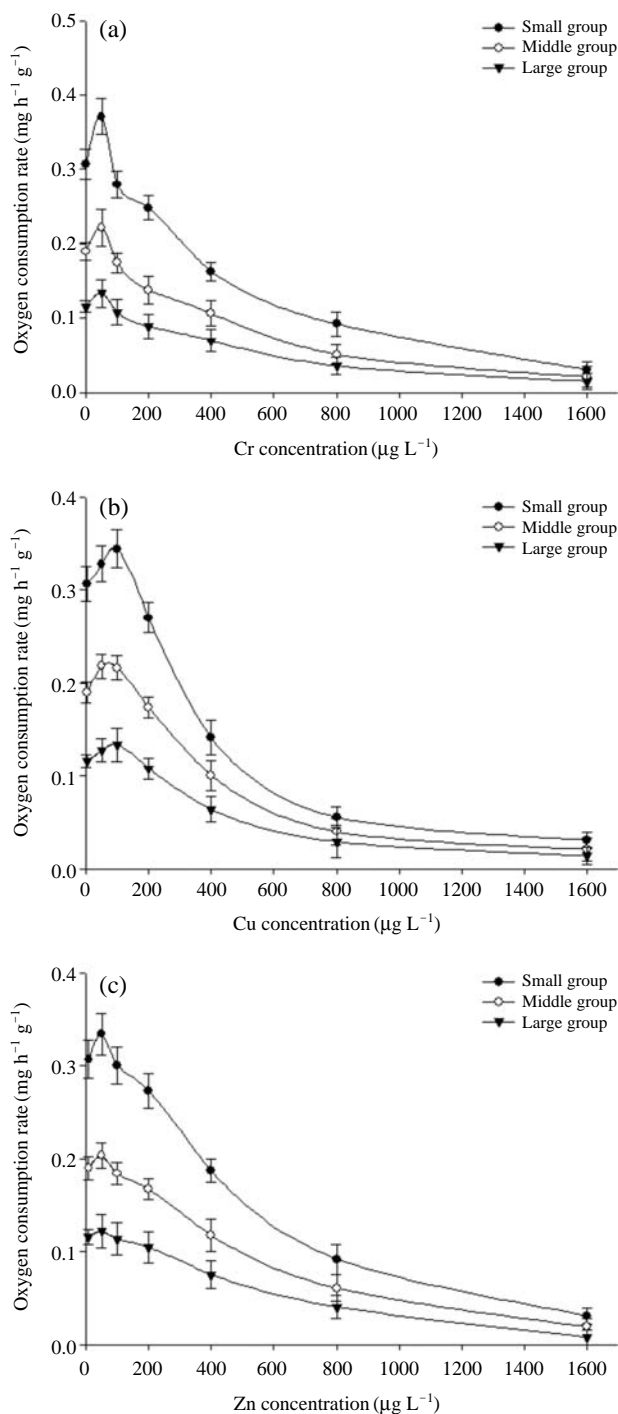 (a)
Small group
Middle group
Large group
Oxygen consumption rate (mg h⁻¹ g⁻¹)
0.5
0.4
0.3
0.2
0.1
0.0
0 200 400 600 800 1000 1200 1400 1600
Cr concentration (µg L⁻¹)
(b)
Small group
Middle group
Large group
Oxygen consumption rate (mg h⁻¹ g⁻¹)
0.4
0.3
0.2
0.1
0.0
0 200 400 600 800 1000 1200 1400 1600
Cu concentration (µg L⁻¹)
(c)
Small group
Middle group
Large group
Oxygen consumption rate (mg h⁻¹ g⁻¹)
0.4
0.3
0.2
0.1
0.0
0 200 400 600 800 1000 1200 1400 1600
Zn concentration (µg L⁻¹)